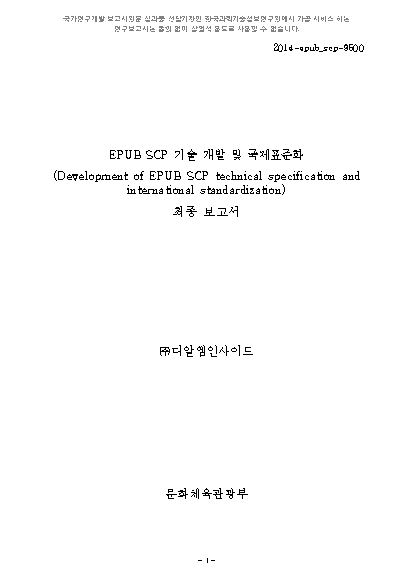 국가연구개발 보고서원문 성과물 전담기관인 한국과학기술정보연구원에서 가공·서비스 하는
연구보고서는 동의 없이 상업적 용도로 사용할 수 없습니다.
2014-epub_scp-9500
EPUB SCP 기술 개발 및 국제표준화
(Development of EPUB SCP technical specification and
international standardization)
최종 보고서
㈜디알엠인사이드
문화체육관광부
- 1 -